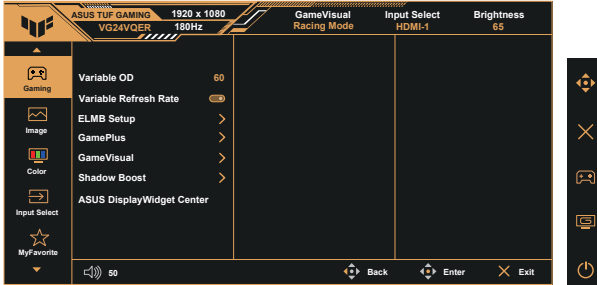 ASUS TUF GAMING 1920 x 1080 GameVisual Input Select Brightness
VG24VQER 180Hz Racing Mode HDMI-1 65
Gaming
Image
Color
Input Select
MyFavorite
Variable OD 60
Variable Refresh Rate
ELMB Setup
GamePlus
GameVisual
Shadow Boost
ASUS DisplayWidget Center
50 Back Enter Exit